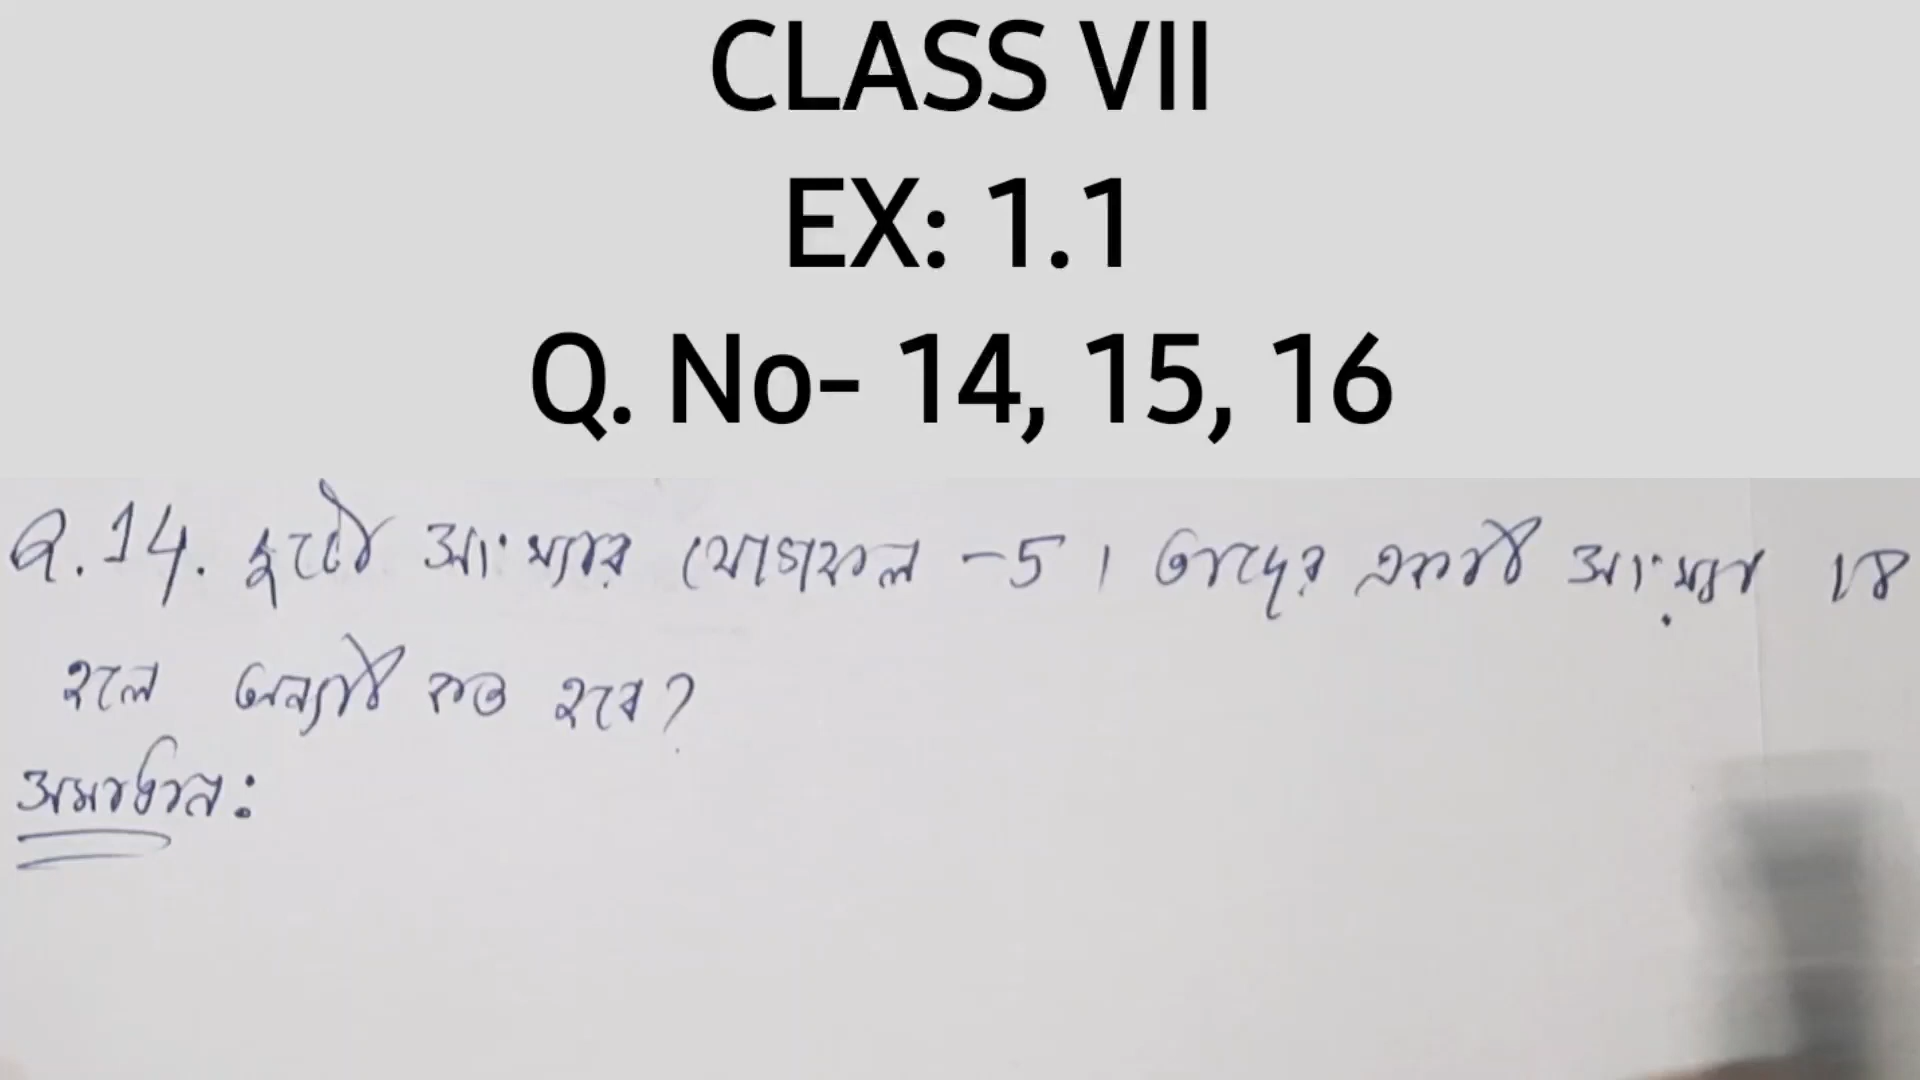 CLASS VII
EX: 1.1
Q. No- 14, 15, 16
Q.14. দুটো সংখ্যার যোগফল -5। তাদের একটি সংখ্যা 18
হলে অন্যটি কত হবে?
সমাধান: